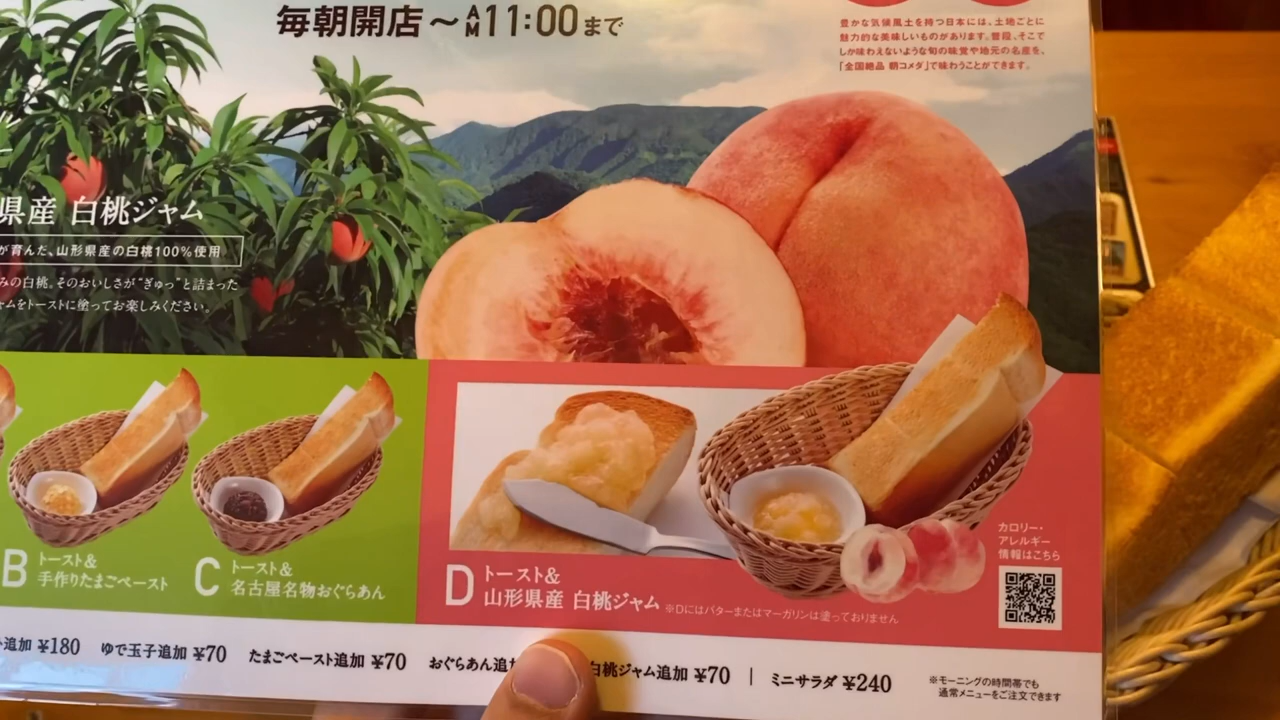 毎朝開店〜AM11:00まで
豊かな気候風土を持つ日本には、土地ごとに
魅力的な美味しいものがあります。普段、そこで
しか味わえないような旬の味覚や地元の名産を、
「全国絶品 朝コメダ」で味わうことができます。
県産 白桃ジャム
が育んだ、山形県産の白桃100%使用
みの白桃。そのおいしさが“ぎゅっ”と詰まった
ムをトーストに塗ってお楽しみください。
B トースト&
手作りたまごペースト
C トースト&
名古屋名物おぐらあん
D トースト&
山形県産 白桃ジャム ※Dにはバターまたはマーガリンは塗っておりません
カロリー・
アレルギー
情報はこちら
追加 ¥180 ゆで玉子追加 ¥70 たまごペースト追加 ¥70 おぐらあん追 白桃ジャム追加 ¥70 | ミニサラダ ¥240
※モーニングの時間帯でも
通常メニューをご注文できます